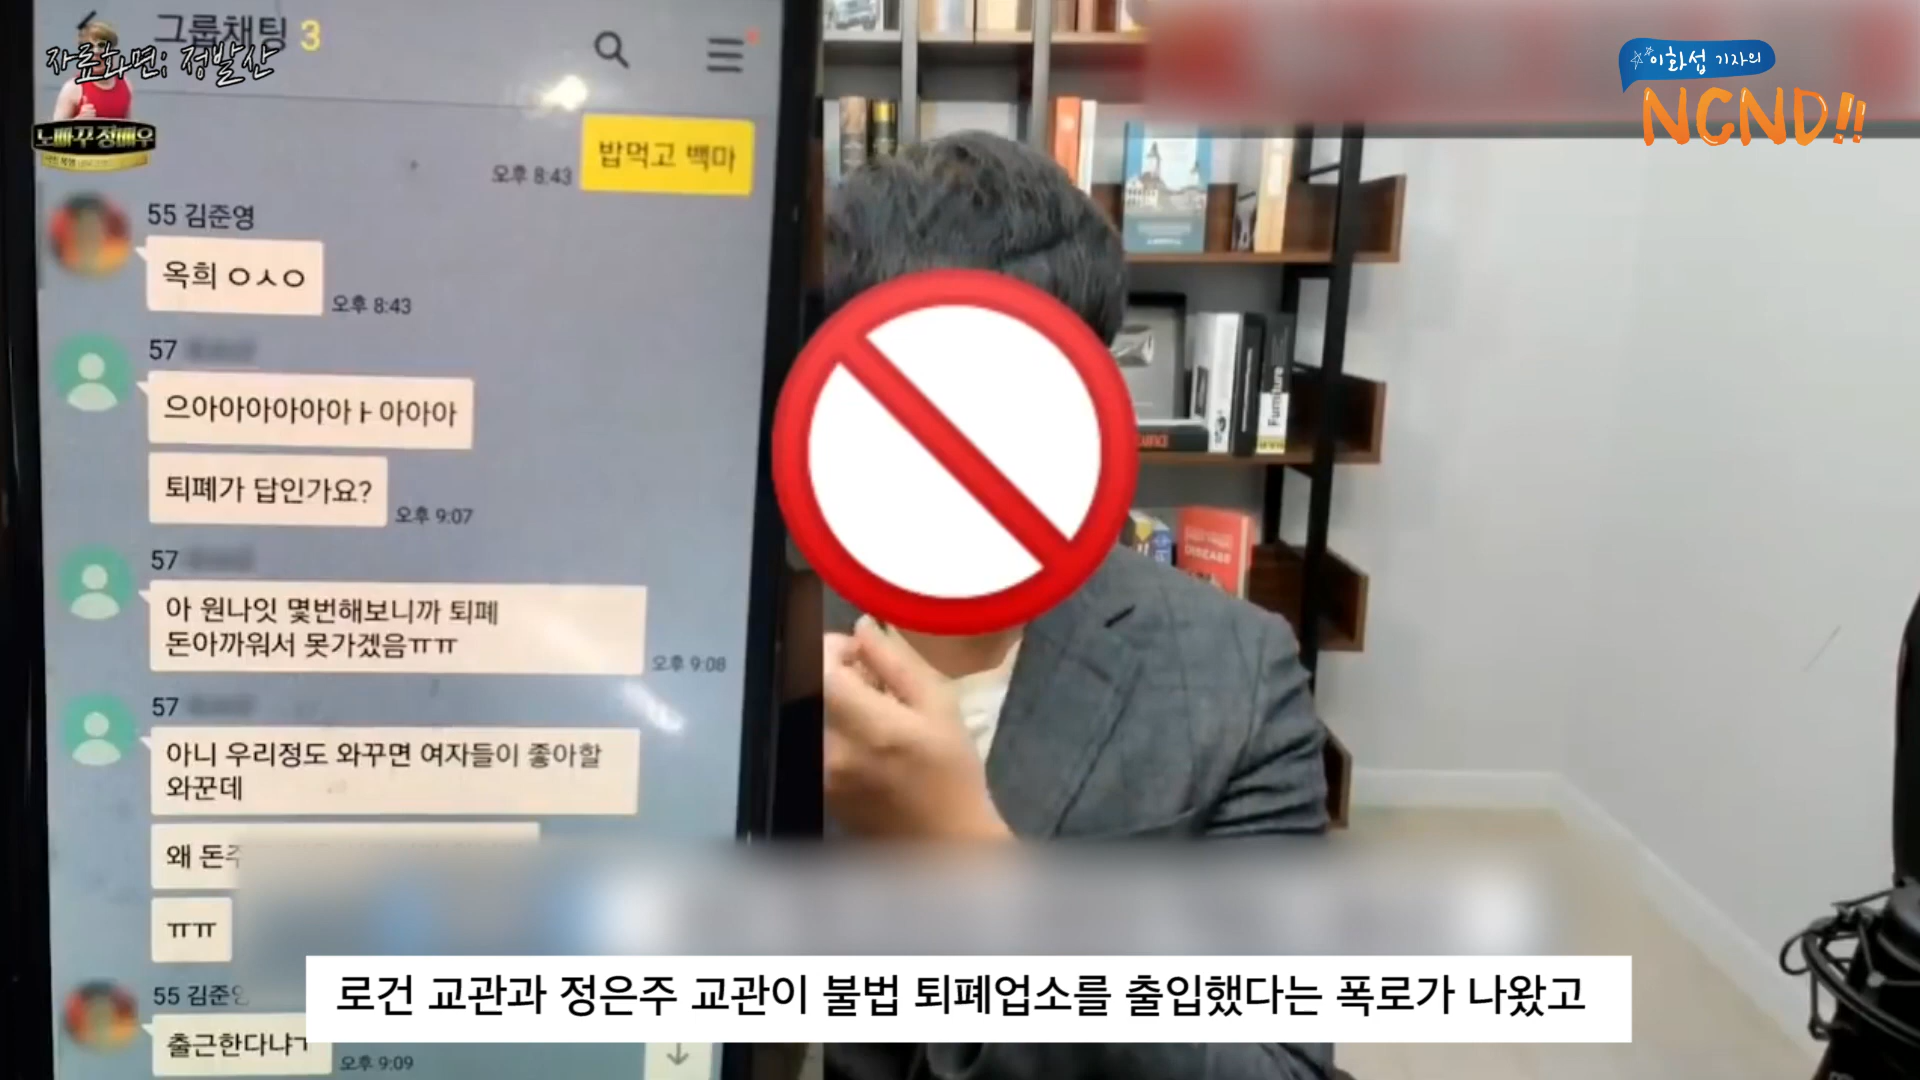 그룹채팅 3
자료화면; 정발산
노빠꾸정배우
이화섭 기자의
NCND!!
밥먹고 백마
오후 8:43
55 김준영
옥희 ㅇㅅㅇ
오후 8:43
57
으아아아아아아ㅏ아아아
퇴폐가 답인가요?
오후 9:07
57
아 원나잇 몇번해보니까 퇴폐
돈아까워서 못가겠음ㅠㅠ
오후 9:08
57
아니 우리정도 와꾸면 여자들이 좋아할
와꾼데
왜 돈주
ㅠㅠ
55 김준영
출근한다냐ㄱ
오후 9:09
Furniture
DISEASE
로건 교관과 정은주 교관이 불법 퇴폐업소를 출입했다는 폭로가 나왔고